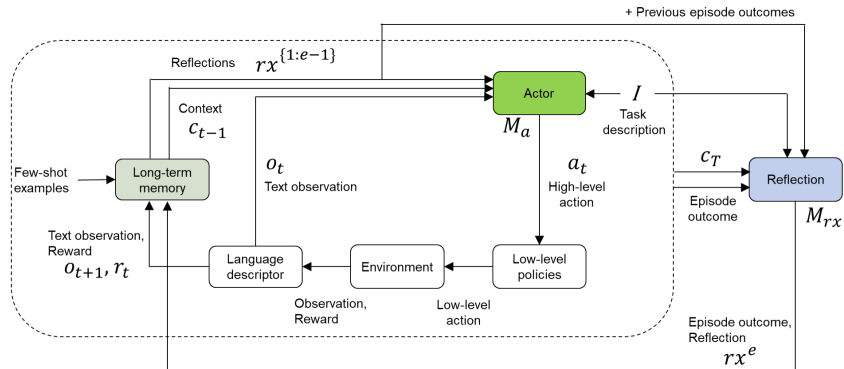 + Previous episode outcomes
Reflections rx^{1:e−1}
Context
c_{t−1}
Actor
M_a
I
Task
description
Few-shot
examples
Long-term
memory
o_t
Text observation
a_t
High-level
action
c_T
Episode
outcome
Reflection
M_{rx}
Text observation,
Reward
o_{t+1}, r_t
Language
descriptor
Environment
Low-level
policies
Observation,
Reward
Low-level
action
Episode outcome,
Reflection
rx^e